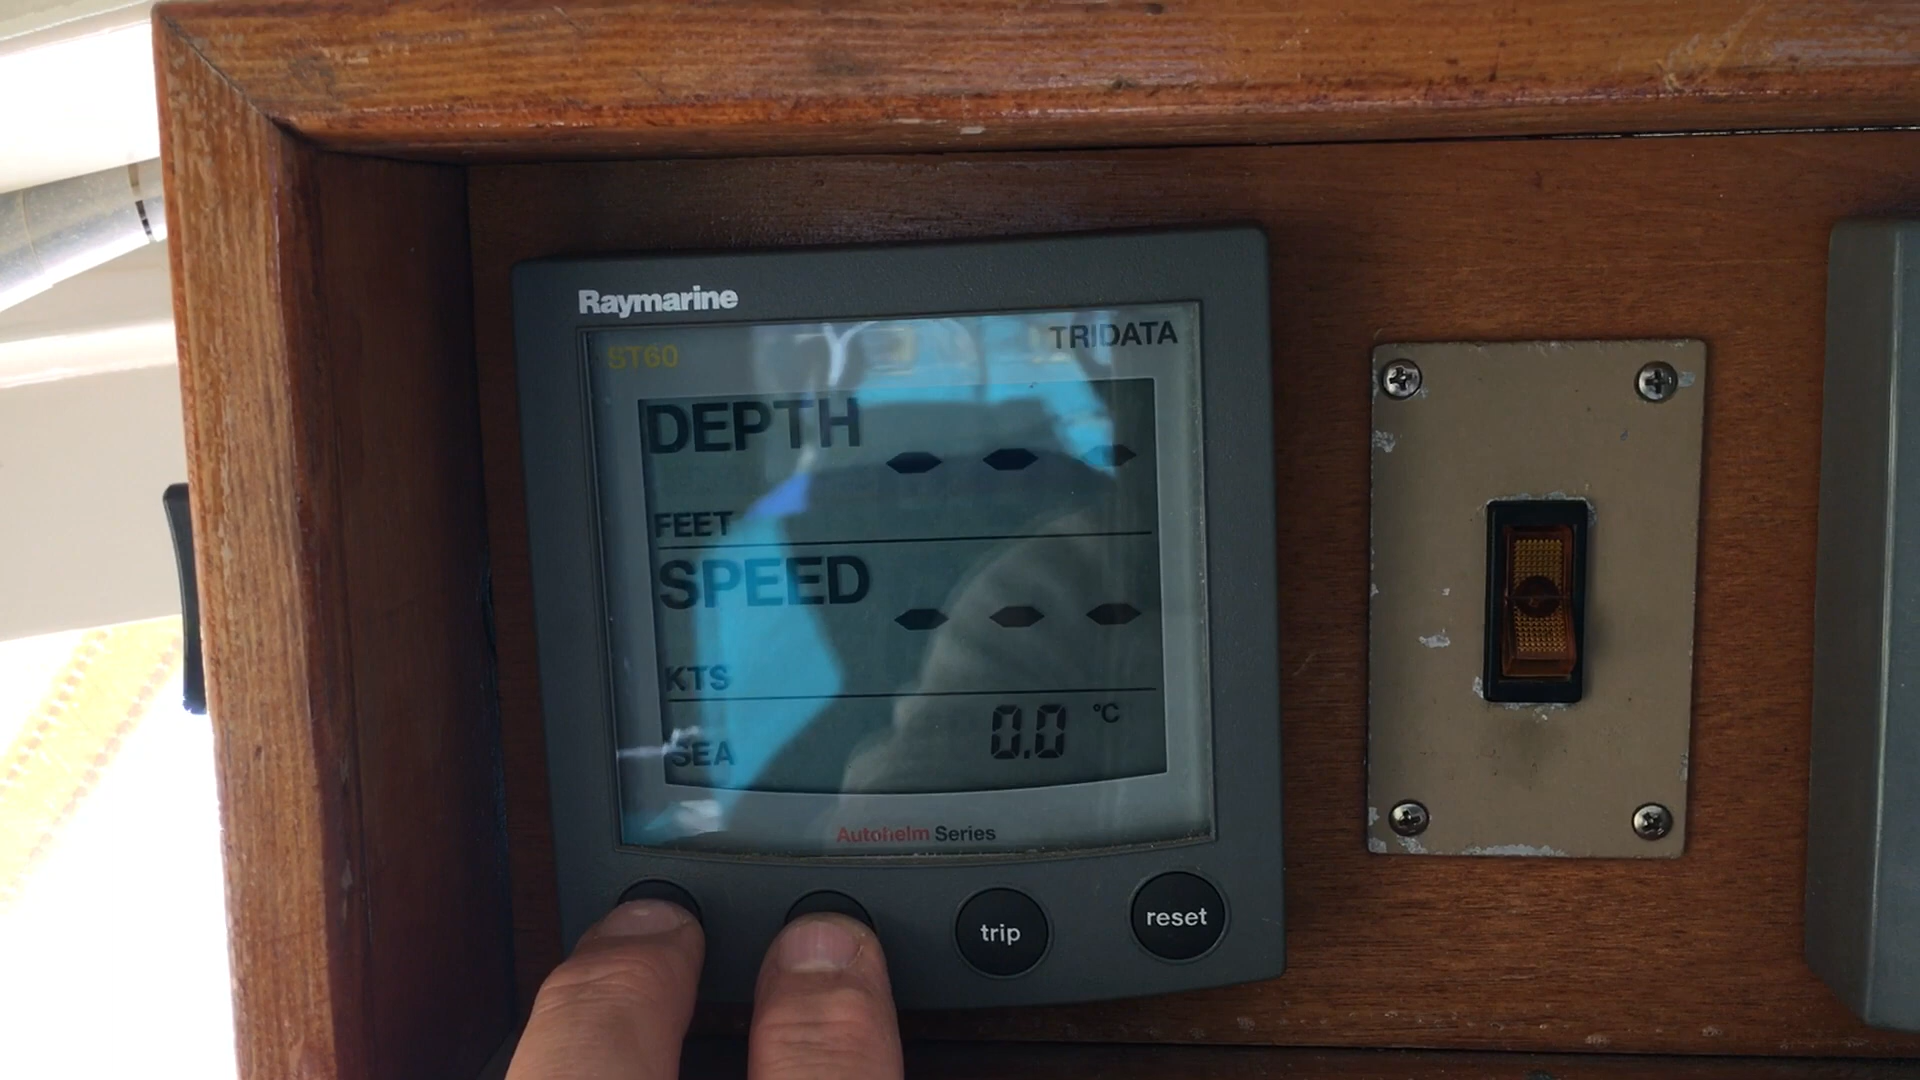 Raymarine
ST60
TRIDATA
DEPTH
- - -
FEET
SPEED
- - -
KTS
SEA
0.0 °C
Autohelm Series
trip
reset